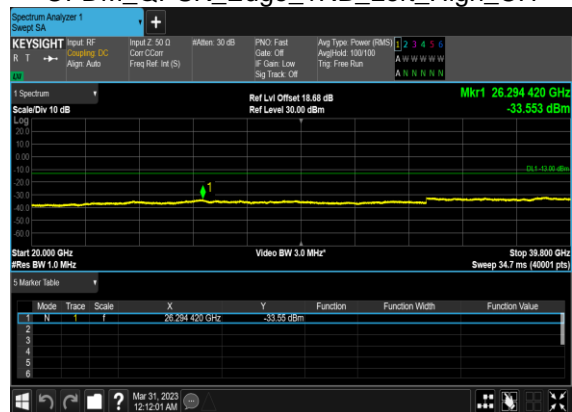 Spectrum Analyzer 1
Swept SA
+
KEYSIGHT
R T
LW
Input: RF
Coupling: DC
Align: Auto
Input Z: 50 Ω
Corr CCorr
Freq Ref: Int (S)
#Atten: 30 dB
PNO: Fast
Gate: Off
IF Gain: Low
Sig Track: Off
Avg Type: Power (RMS)
Avg|Hold: 100/100
Trig: Free Run
1 2 3 4 5 6
A W W W W W
A N N N N N
1 Spectrum
Scale/Div 10 dB
Ref Lvl Offset 18.68 dB
Ref Level 30.00 dBm
Mkr1 26.294 420 GHz
-33.553 dBm
Log
20.0
10.0
0.00
-10.0
-20.0
-30.0
-40.0
-50.0
-60.0
DL1 -13.00 dBm
1
Start 20.000 GHz
#Res BW 1.0 MHz
Video BW 3.0 MHz*
Stop 39.800 GHz
Sweep 34.7 ms (40001 pts)
5 Marker Table
Mode Trace Scale X Y Function Function Width Function Value
1 N 1 f 26.294 420 GHz -33.55 dBm
2
3
4
5
6
?
Mar 31, 2023
12:12:01 AM